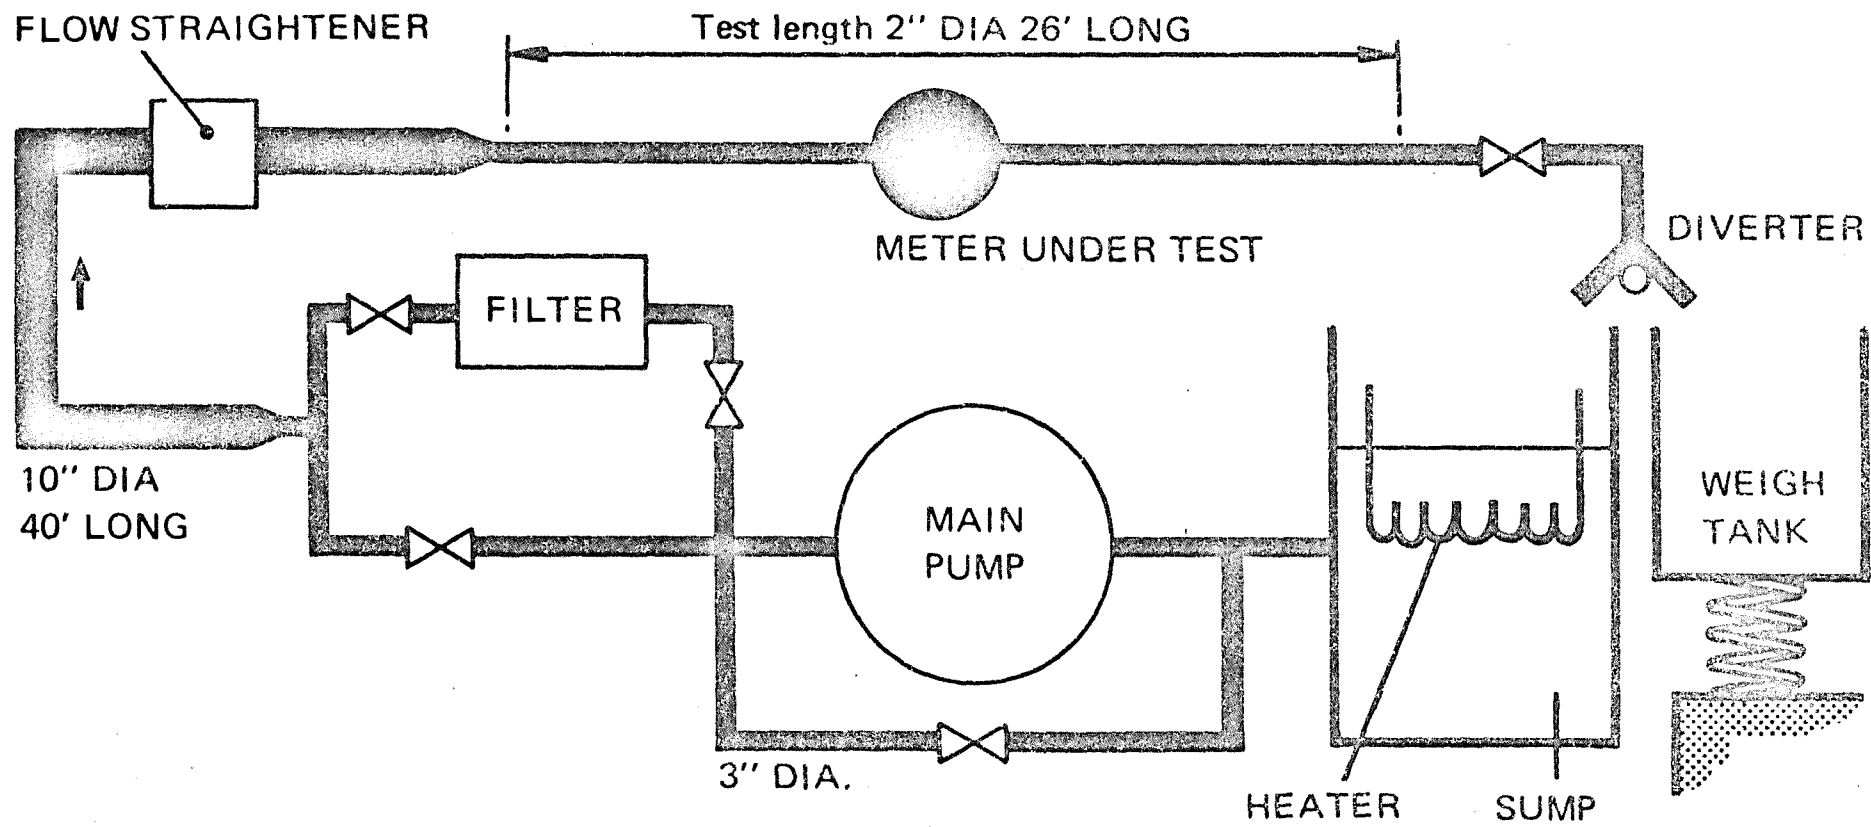 FLOW STRAIGHTENER
Test length 2" DIA 26' LONG
METER UNDER TEST
DIVERTER
FILTER
10" DIA
40' LONG
MAIN
PUMP
WEIGH
TANK
3" DIA.
HEATER
SUMP